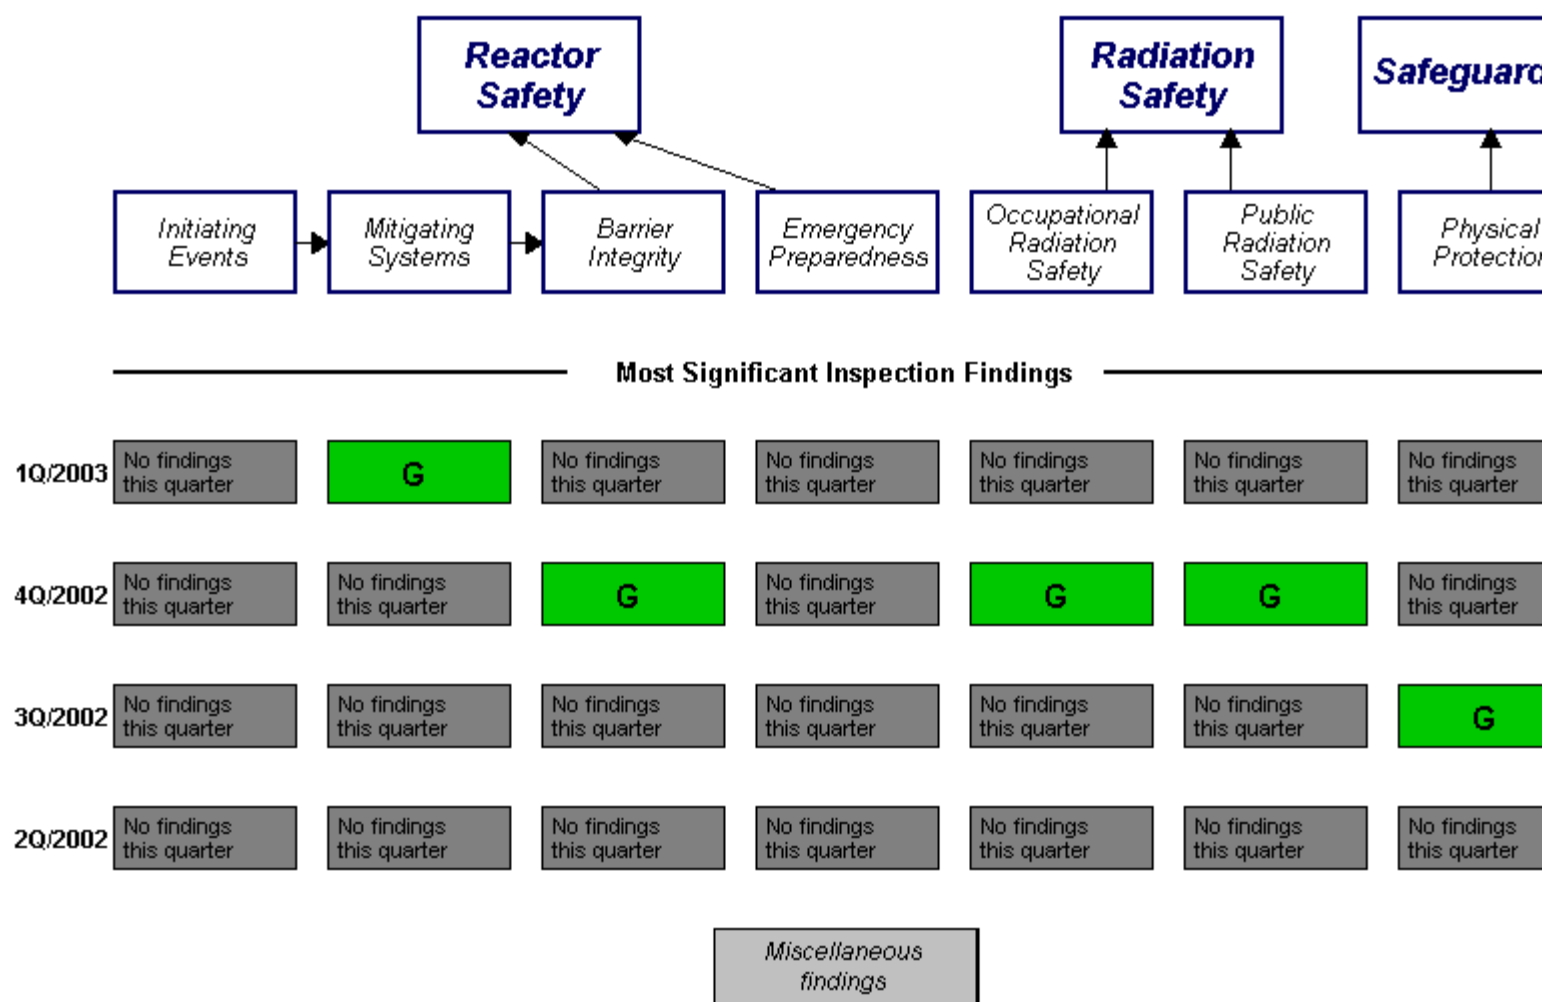 Reactor
Safety
Radiation
Safety
Safeguard
Initiating
Events
Mitigating
Systems
Barrier
Integrity
Emergency
Preparedness
Occupational
Radiation
Safety
Public
Radiation
Safety
Physical
Protection
Most Significant Inspection Findings
1Q/2003
No findings
this quarter
G
No findings
this quarter
No findings
this quarter
No findings
this quarter
No findings
this quarter
No findings
this quarter
4Q/2002
No findings
this quarter
No findings
this quarter
G
No findings
this quarter
G
G
No findings
this quarter
3Q/2002
No findings
this quarter
No findings
this quarter
No findings
this quarter
No findings
this quarter
No findings
this quarter
No findings
this quarter
G
2Q/2002
No findings
this quarter
No findings
this quarter
No findings
this quarter
No findings
this quarter
No findings
this quarter
No findings
this quarter
No findings
this quarter
Miscellaneous
findings